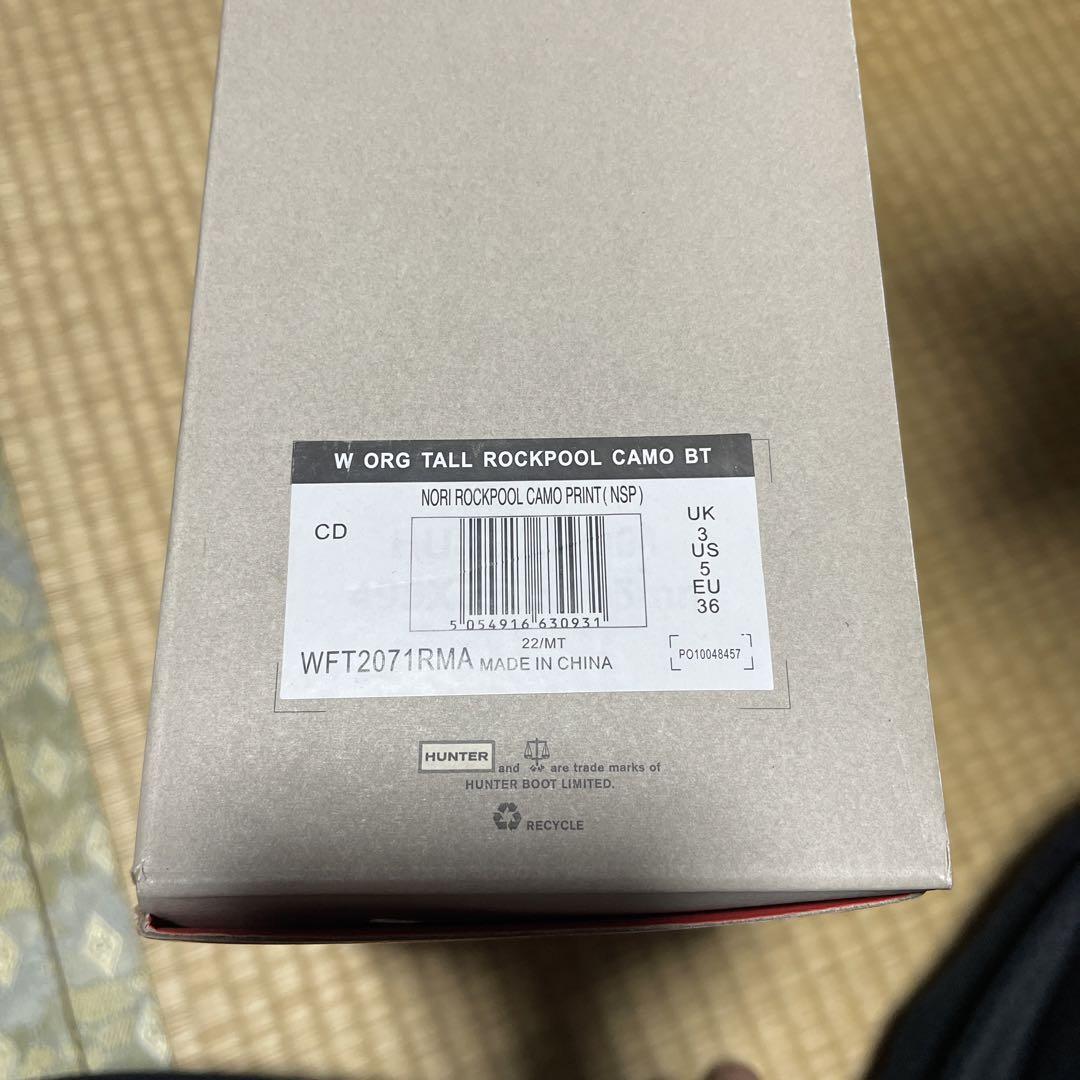 W ORG TALL ROCKPOOL CAMO BT
NORI ROCKPOOL CAMO PRINT( NSP )
CD
UK
3
US
5
EU
36
5 054916 630931
22/MT
WFT2071RMA MADE IN CHINA
PO10048457
HUNTER and are trade marks of
HUNTER BOOT LIMITED.
RECYCLE